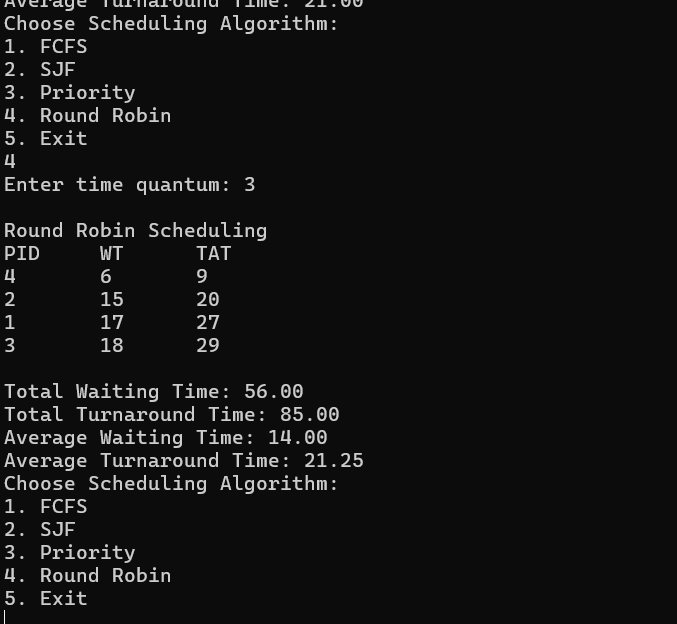 Average Turnaround Time: 21.00
Choose Scheduling Algorithm:
1. FCFS
2. SJF
3. Priority
4. Round Robin
5. Exit
4
Enter time quantum: 3
Round Robin Scheduling
PID WT TAT
4 6 9
2 15 20
1 17 27
3 18 29
Total Waiting Time: 56.00
Total Turnaround Time: 85.00
Average Waiting Time: 14.00
Average Turnaround Time: 21.25
Choose Scheduling Algorithm:
1. FCFS
2. SJF
3. Priority
4. Round Robin
5. Exit